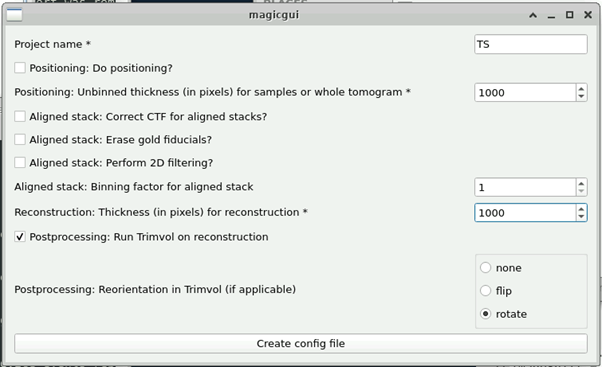 magicgui
Project name *
TS
Positioning: Do positioning?
Positioning: Unbinned thickness (in pixels) for samples or whole tomogram *
1000
Aligned stack: Correct CTF for aligned stacks?
Aligned stack: Erase gold fiducials?
Aligned stack: Perform 2D filtering?
Aligned stack: Binning factor for aligned stack
1
Reconstruction: Thickness (in pixels) for reconstruction *
1000
Postprocessing: Run Trimvol on reconstruction
Postprocessing: Reorientation in Trimvol (if applicable)
none
flip
rotate
Create config file